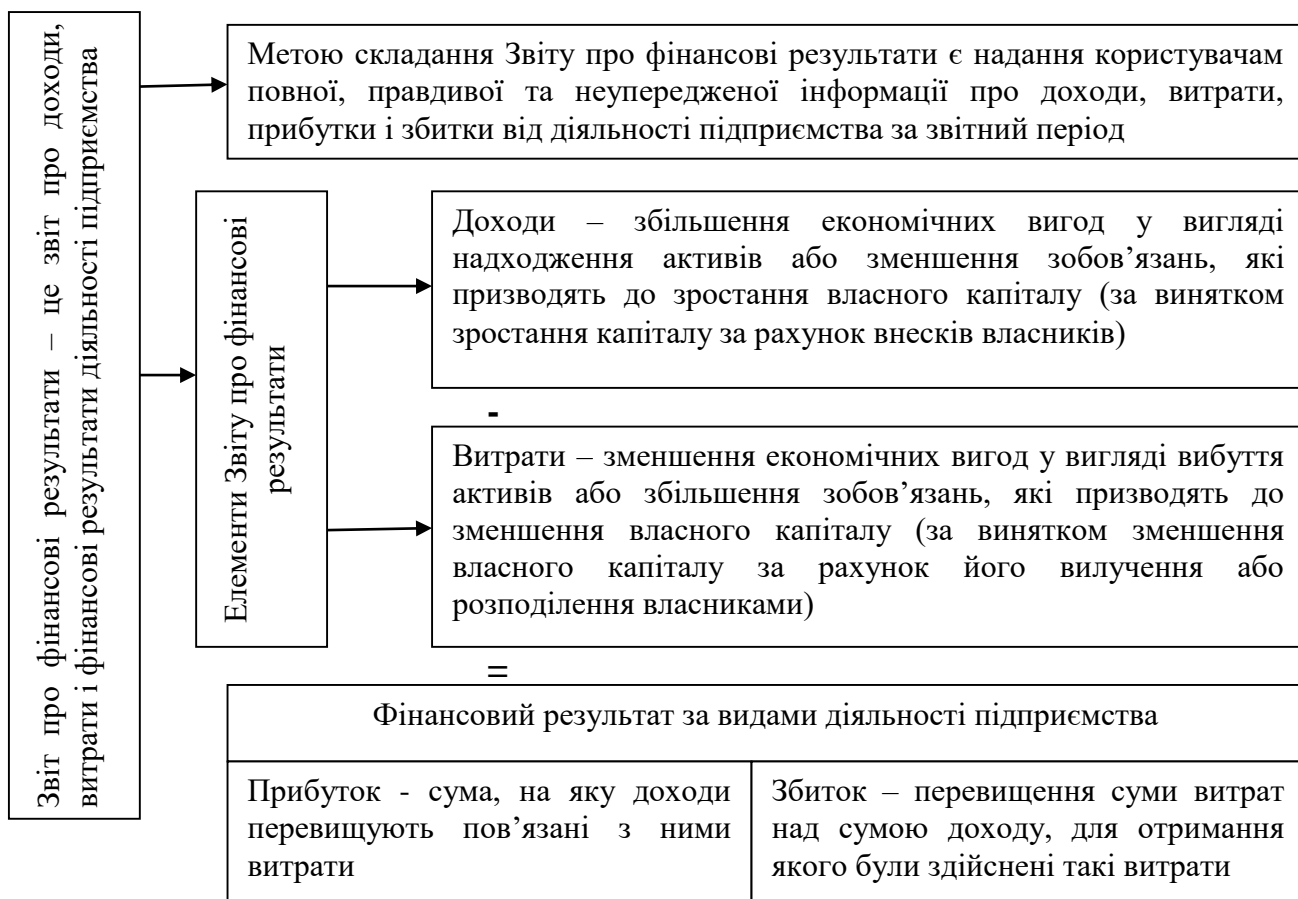 Звіт про фінансові результати – це звіт про доходи,
витрати і фінансові результати діяльності підприємства
Метою складання Звіту про фінансові результати є надання користувачам
повної, правдивої та неупередженої інформації про доходи, витрати,
прибутки і збитки від діяльності підприємства за звітний період
Елементи Звіту про фінансові
результати
Доходи – збільшення економічних вигод у вигляді
надходження активів або зменшення зобов’язань, які
призводять до зростання власного капіталу (за винятком
зростання капіталу за рахунок внесків власників)
-
Витрати – зменшення економічних вигод у вигляді вибуття
активів або збільшення зобов’язань, які призводять до
зменшення власного капіталу (за винятком зменшення
власного капіталу за рахунок його вилучення або
розподілення власниками)
=
Фінансовий результат за видами діяльності підприємства
Прибуток - сума, на яку доходи
перевищують пов’язані з ними
витрати
Збиток – перевищення суми витрат
над сумою доходу, для отримання
якого були здійснені такі витрати